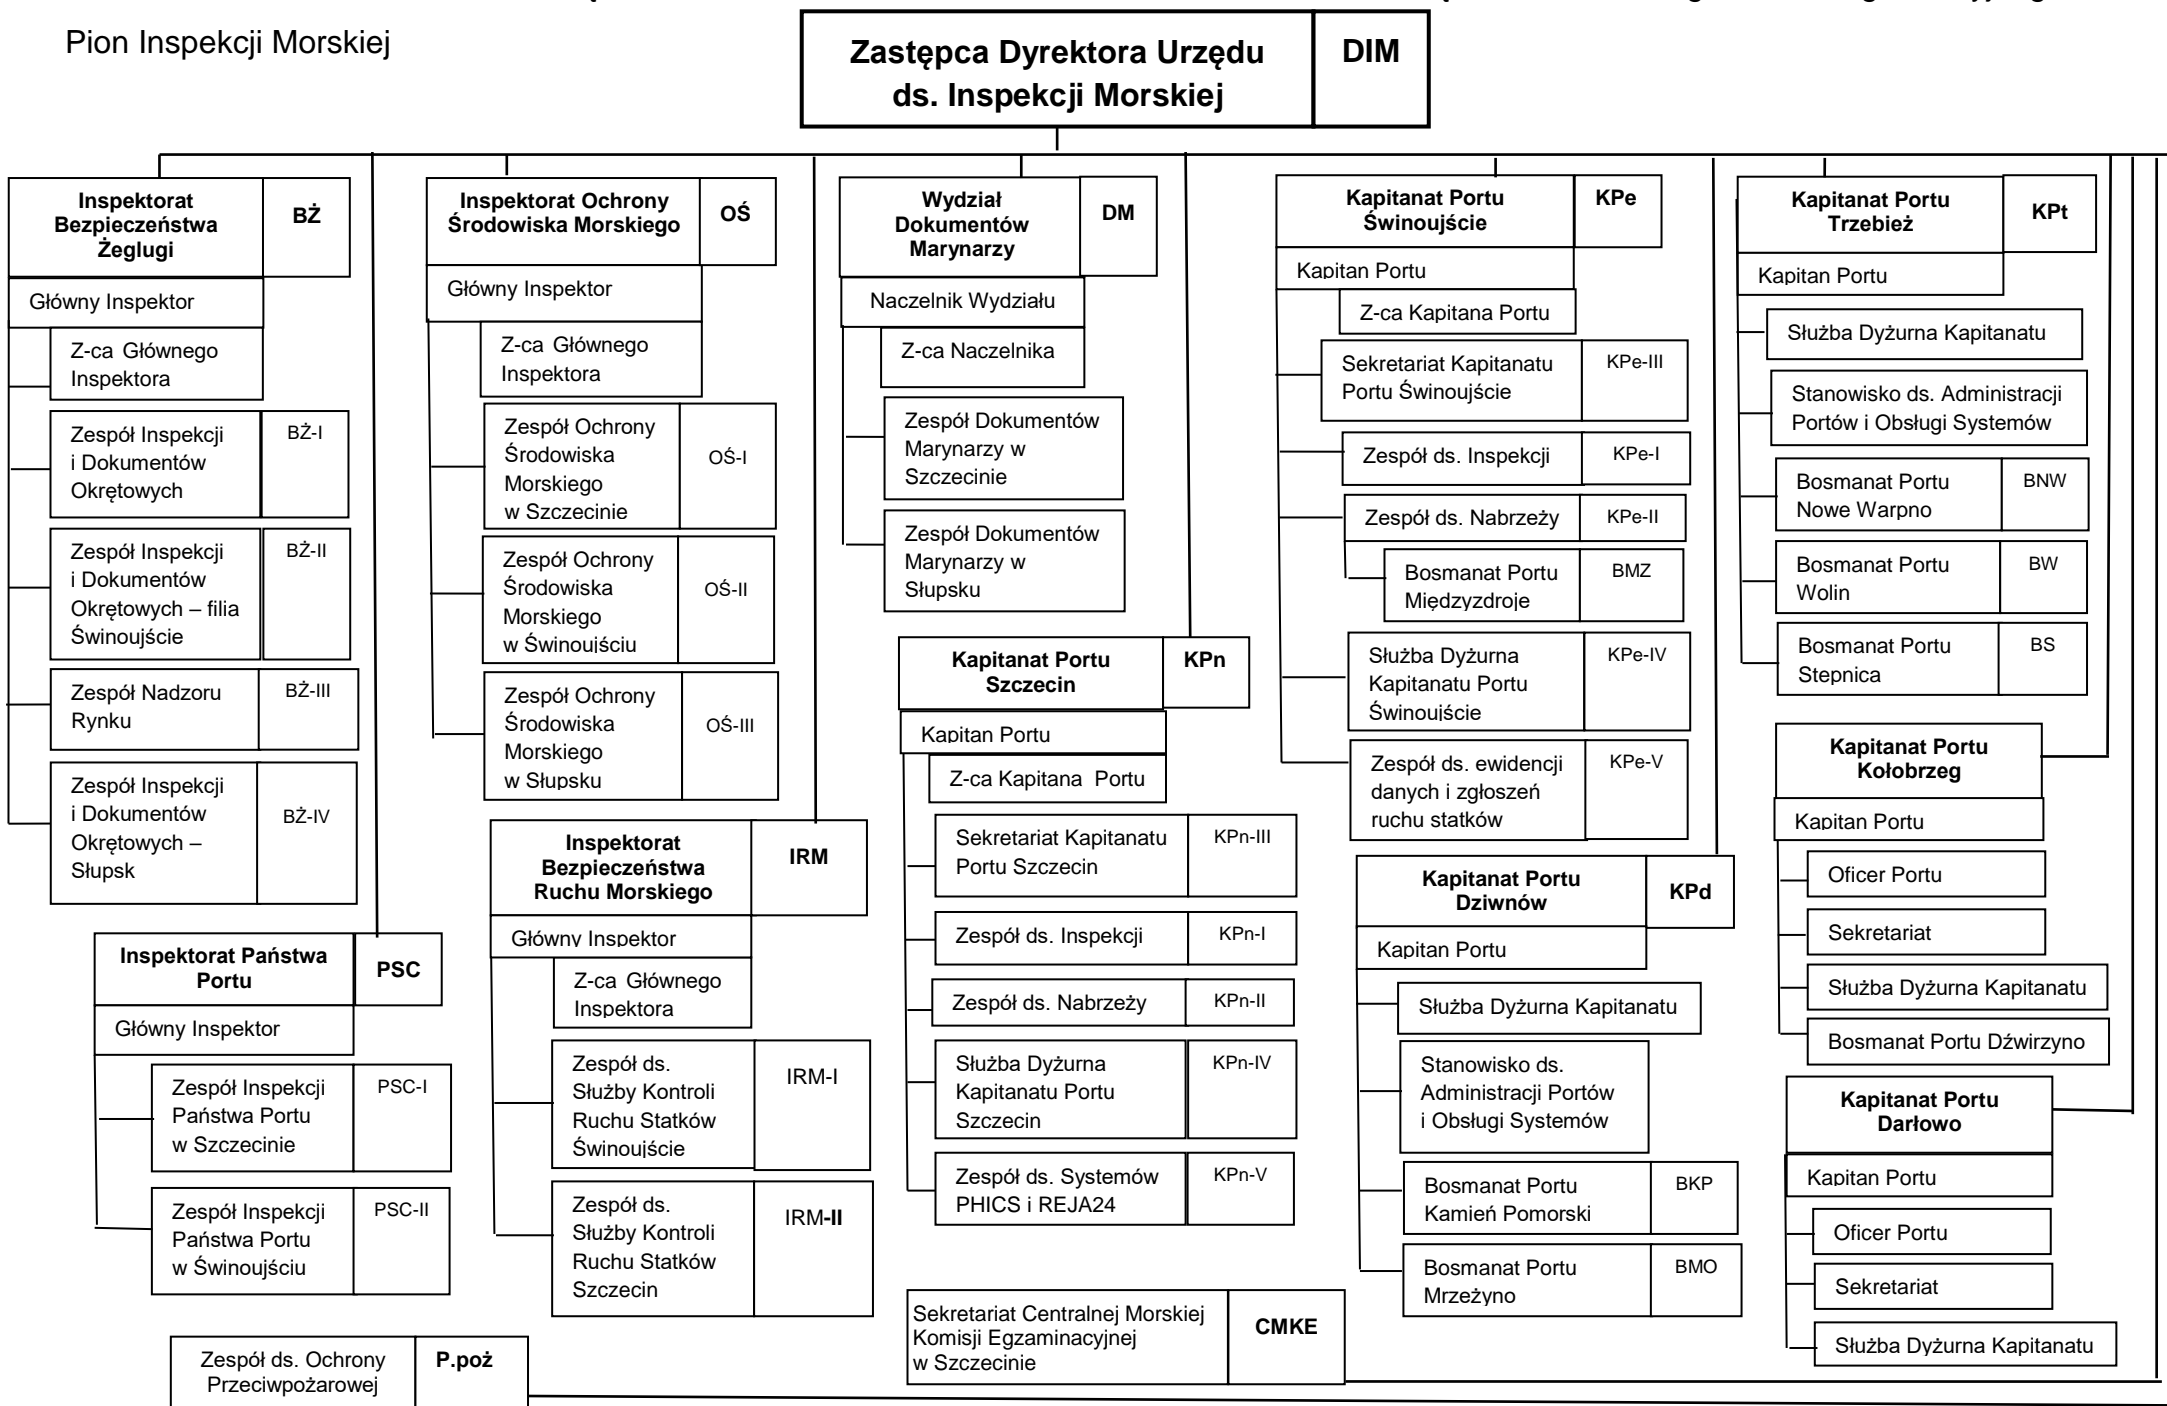 Pion Inspekcji Morskiej
Zastępca Dyrektora Urzędu
ds. Inspekcji Morskiej
DIM
Inspektorat
Bezpieczeństwa
Żeglugi
BŻ
Główny Inspektor
Z-ca Głównego
Inspektora
Zespół Inspekcji
i Dokumentów
Okrętowych
BŻ-I
Zespół Inspekcji
i Dokumentów
Okrętowych – filia
Świnoujście
BŻ-II
Zespół Nadzoru
Rynku
BŻ-III
Zespół Inspekcji
i Dokumentów
Okrętowych –
Słupsk
BŻ-IV
Inspektorat Państwa
Portu
PSC
Główny Inspektor
Zespół Inspekcji
Państwa Portu
w Szczecinie
PSC-I
Zespół Inspekcji
Państwa Portu
w Świnoujściu
PSC-II
Zespół ds. Ochrony
Przeciwpożarowej
P.poż
Inspektorat Ochrony
Środowiska Morskiego
OŚ
Główny Inspektor
Z-ca Głównego
Inspektora
Zespół Ochrony
Środowiska
Morskiego
w Szczecinie
OŚ-I
Zespół Ochrony
Środowiska
Morskiego
w Świnoujściu
OŚ-II
Zespół Ochrony
Środowiska
Morskiego
w Słupsku
OŚ-III
Inspektorat
Bezpieczeństwa
Ruchu Morskiego
IRM
Główny Inspektor
Z-ca Głównego
Inspektora
Zespół ds.
Służby Kontroli
Ruchu Statków
Świnoujście
IRM-I
Zespół ds.
Służby Kontroli
Ruchu Statków
Szczecin
IRM-II
Wydział
Dokumentów
Marynarzy
DM
Naczelnik Wydziału
Z-ca Naczelnika
Zespół Dokumentów
Marynarzy w
Szczecinie
Zespół Dokumentów
Marynarzy w
Słupsku
Kapitanat Portu
Szczecin
KPn
Kapitan Portu
Z-ca Kapitana Portu
Sekretariat Kapitanatu
Portu Szczecin
KPn-III
Zespół ds. Inspekcji
KPn-I
Zespół ds. Nabrzeży
KPn-II
Służba Dyżurna
Kapitanatu Portu
Szczecin
KPn-IV
Zespół ds. Systemów
PHICS i REJA24
KPn-V
Sekretariat Centralnej Morskiej
Komisji Egzaminacyjnej
w Szczecinie
CMKE
Kapitanat Portu
Świnoujście
KPe
Kapitan Portu
Z-ca Kapitana Portu
Sekretariat Kapitanatu
Portu Świnoujście
KPe-III
Zespół ds. Inspekcji
KPe-I
Zespół ds. Nabrzeży
KPe-II
Bosmanat Portu
Międzyzdroje
BMZ
Służba Dyżurna
Kapitanatu Portu
Świnoujście
KPe-IV
Zespół ds. ewidencji
danych i zgłoszeń
ruchu statków
KPe-V
Kapitanat Portu
Dziwnów
KPd
Kapitan Portu
Służba Dyżurna Kapitanatu
Stanowisko ds.
Administracji Portów
i Obsługi Systemów
Bosmanat Portu
Kamień Pomorski
BKP
Bosmanat Portu
Mrzeżyno
BMO
Kapitanat Portu
Trzebież
KPt
Kapitan Portu
Służba Dyżurna Kapitanatu
Stanowisko ds. Administracji
Portów i Obsługi Systemów
Bosmanat Portu
Nowe Warpno
BNW
Bosmanat Portu
Wolin
BW
Bosmanat Portu
Stepnica
BS
Kapitanat Portu
Kołobrzeg
Kapitan Portu
Oficer Portu
Sekretariat
Służba Dyżurna Kapitanatu
Bosmanat Portu Dźwirzyno
Kapitanat Portu
Darłowo
Kapitan Portu
Oficer Portu
Sekretariat
Służba Dyżurna Kapitanatu